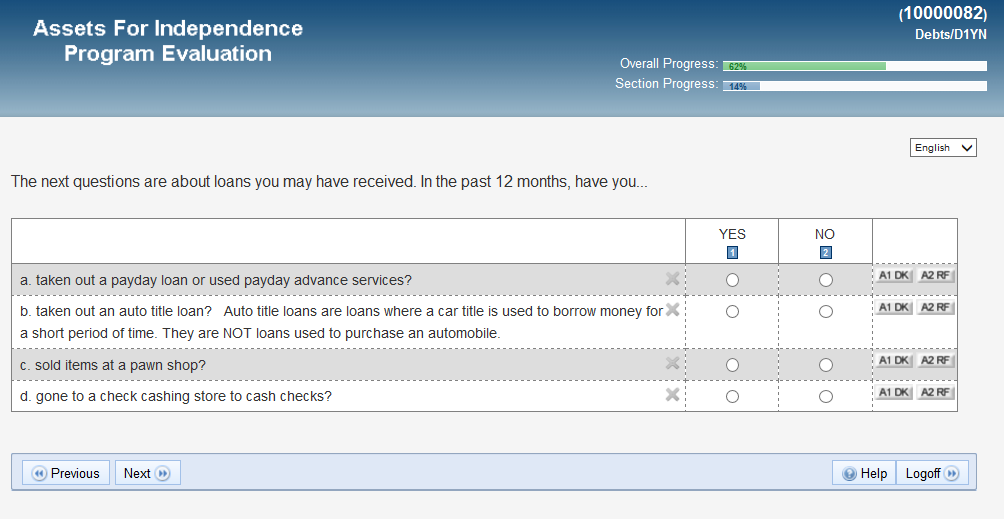 Assets For Independence
Program Evaluation
(10000082)
Debts/D1YN
Overall Progress: 62%
Section Progress: 14%
English
The next questions are about loans you may have received. In the past 12 months, have you...
YES NO
1 2
a. taken out a payday loan or used payday advance services? A1 DK A2 RF
b. taken out an auto title loan? Auto title loans are loans where a car title is used to borrow money for A1 DK A2 RF
a short period of time. They are NOT loans used to purchase an automobile.
c. sold items at a pawn shop? A1 DK A2 RF
d. gone to a check cashing store to cash checks? A1 DK A2 RF
Previous Next Help Logoff